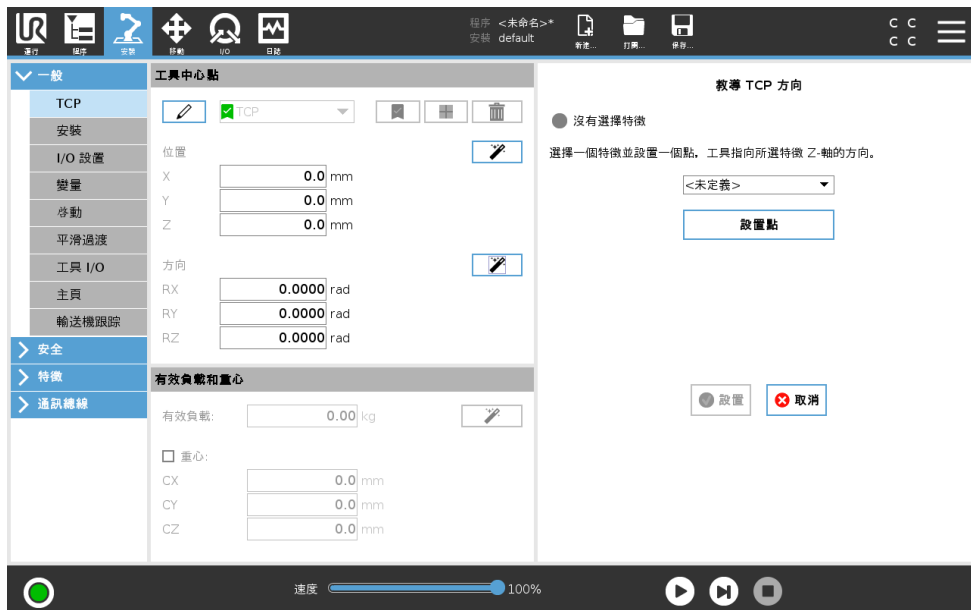 程序 <未命名>*
安裝 default
運行
程序
安裝
移動
I/O
日誌
新建...
打開...
保存...
C C
C C
一般
TCP
安裝
I/O 設置
變量
啓動
平滑過渡
工具 I/O
主頁
輸送機跟踪
安全
特徵
通訊總線
工具中心點
TCP
位置
X 0.0 mm
Y 0.0 mm
Z 0.0 mm
方向
RX 0.0000 rad
RY 0.0000 rad
RZ 0.0000 rad
有效負載和重心
有效負載: 0.00 kg
重心:
CX 0.0 mm
CY 0.0 mm
CZ 0.0 mm
教導 TCP 方向
沒有選擇特徵
選擇一個特徵並設置一個點。工具指向所選特徵 Z-軸的方向。
<未定義>
設置點
設置
取消
速度 100%